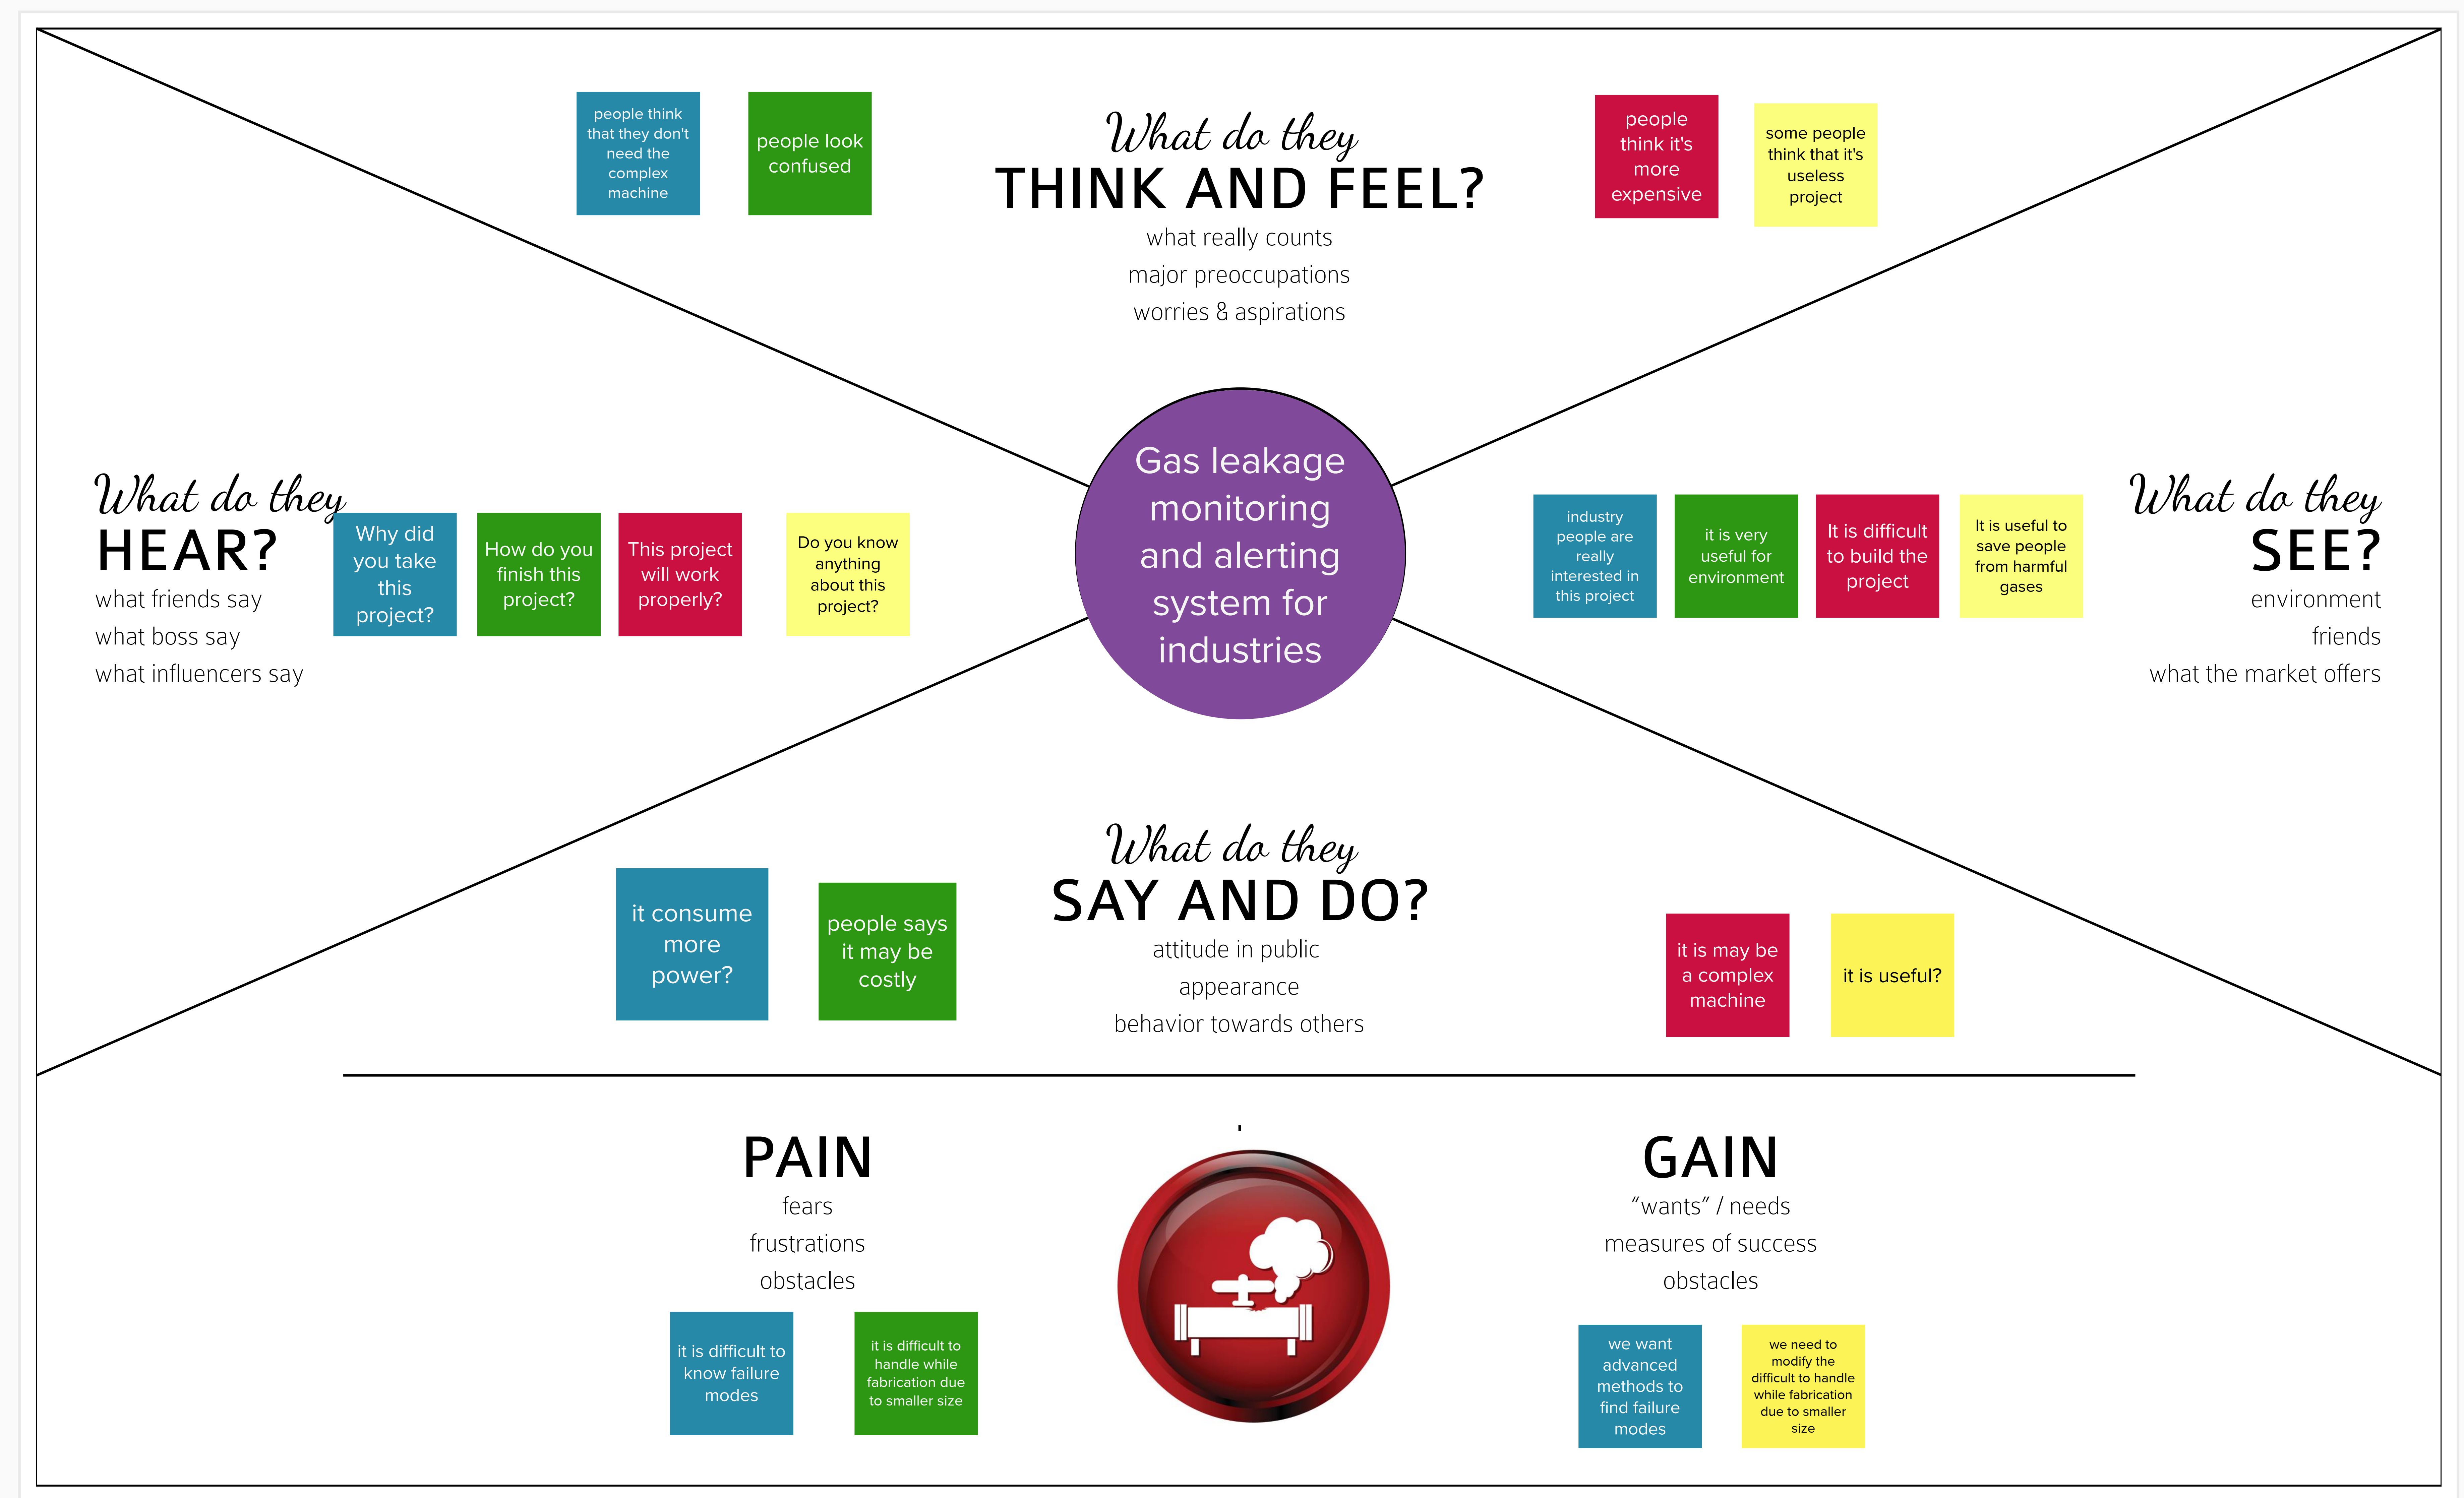 people think
that they don't
need the
complex
machine
people look
confused
What do they
THINK AND FEEL?
what really counts
major preoccupations
worries & aspirations
people
think it's
more
expensive
some people
think that it's
useless
project
What do they
HEAR?
what friends say
what boss say
what influencers say
Why did
you take
this
project?
How do you
finish this
project?
This project
will work
properly?
Do you know
anything
about this
project?
Gas leakage
monitoring
and alerting
system for
industries
industry
people are
really
interested in
this project
it is very
useful for
environment
It is difficult
to build the
project
It is useful to
save people
from harmful
gases
What do they
SEE?
environment
friends
what the market offers
What do they
SAY AND DO?
attitude in public
appearance
behavior towards others
it consume
more
power?
people says
it may be
costly
it is may be
a complex
machine
it is useful?
PAIN
fears
frustrations
obstacles
it is difficult to
know failure
modes
it is difficult to
handle while
fabrication due
to smaller size
GAIN
“wants” / needs
measures of success
obstacles
we want
advanced
methods to
find failure
modes
we need to
modify the
difficult to handle
while fabrication
due to smaller
size